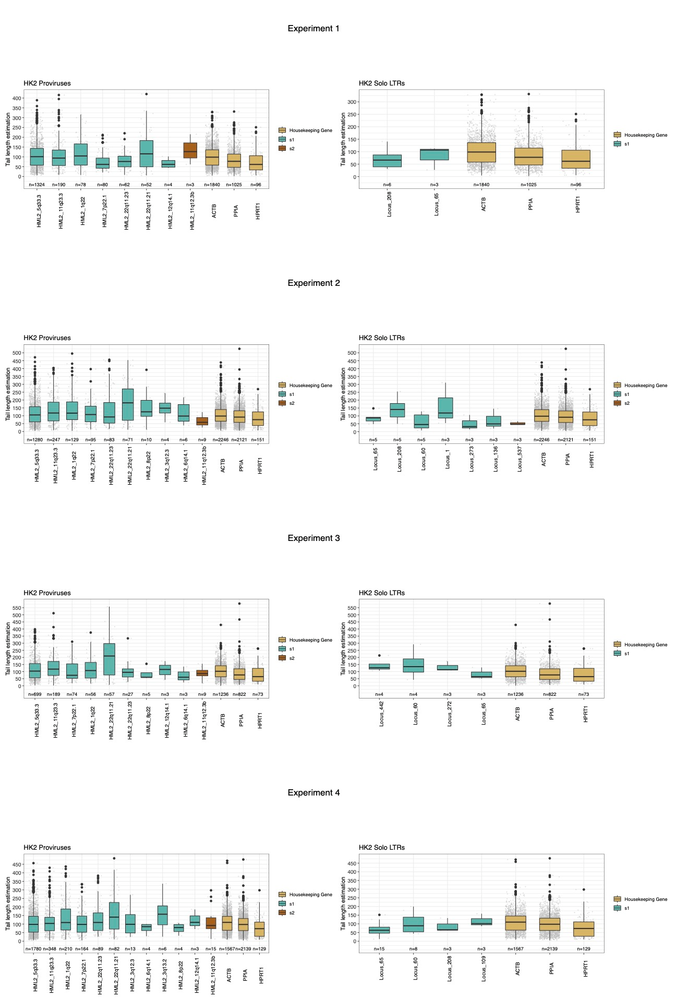 Experiment 1
HK2 Proviruses
Tail length estimation
400
350
300
250
200
150
100
50
0
n=1324 n=190 n=78 n=80 n=62 n=52 n=4 n=3 n=1840 n=1025 n=96
HML2_5q33.3 HML2_11q23.3 HML2_1q22 HML2_7p22.1 HML2_22q11.23 HML2_22q11.21 HML2_12q14.1 HML2_11q12.3b ACTB PPIA HPRT1
Housekeeping Gene
s1
s2
HK2 Solo LTRs
Tail length estimation
300
250
200
150
100
50
0
n=6 n=3 n=1840 n=1025 n=96
Locus_208 Locus_65 ACTB PPIA HPRT1
Housekeeping Gene
s1
Experiment 2
HK2 Proviruses
Tail length estimation
500
450
400
350
300
250
200
150
100
50
0
n=1280 n=247 n=129 n=95 n=83 n=71 n=10 n=4 n=6 n=9 n=2246 n=2121 n=151
HML2_5q33.3 HML2_11q23.3 HML2_1q22 HML2_7p22.1 HML2_22q11.23 HML2_22q11.21 HML2_8p22 HML2_3q12.3 HML2_6q14.1 HML2_11q12.3b ACTB PPIA HPRT1
Housekeeping Gene
s1
s2
HK2 Solo LTRs
Tail length estimation
500
450
400
350
300
250
200
150
100
50
0
n=5 n=5 n=5 n=3 n=3 n=3 n=3 n=2246 n=2121 n=151
Locus_65 Locus_208 Locus_60 Locus_1 Locus_273 Locus_136 Locus_537 ACTB PPIA HPRT1
Housekeeping Gene
s1
s2
Experiment 3
HK2 Proviruses
Tail length estimation
550
500
450
400
350
300
250
200
150
100
50
0
n=699 n=189 n=74 n=56 n=57 n=27 n=5 n=3 n=3 n=9 n=1236 n=822 n=73
HML2_5q33.3 HML2_11q23.3 HML2_7p22.1 HML2_1q22 HML2_22q11.21 HML2_22q11.23 HML2_8p22 HML2_12q14.1 HML2_6q14.1 HML2_11q12.3b ACTB PPIA HPRT1
Housekeeping Gene
s1
s2
HK2 Solo LTRs
Tail length estimation
550
500
450
400
350
300
250
200
150
100
50
0
n=4 n=4 n=3 n=3 n=1236 n=822 n=73
Locus_442 Locus_60 Locus_272 Locus_65 ACTB PPIA HPRT1
Housekeeping Gene
s1
Experiment 4
HK2 Proviruses
Tail length estimation
450
400
350
300
250
200
150
100
50
0
n=1780 n=348 n=210 n=164 n=89 n=82 n=13 n=4 n=6 n=4 n=3 n=15 n=1567 n=2139 n=129
HML2_5q33.3 HML2_11q23.3 HML2_1q22 HML2_7p22.1 HML2_22q11.23 HML2_22q11.21 HML2_3q12.3 HML2_6q14.1 HML2_3q13.2 HML2_8p22 HML2_12q14.1 HML2_11q12.3b ACTB PPIA HPRT1
Housekeeping Gene
s1
s2
HK2 Solo LTRs
Tail length estimation
450
400
350
300
250
200
150
100
50
0
n=15 n=8 n=3 n=3 n=1567 n=2139 n=129
Locus_65 Locus_60 Locus_208 Locus_109 ACTB PPIA HPRT1
Housekeeping Gene
s1